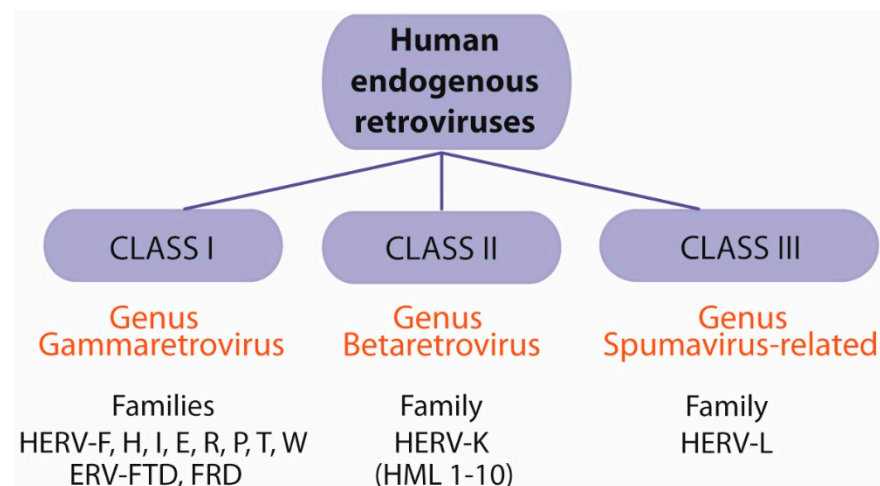 Human
endogenous
retroviruses
CLASS I
CLASS II
CLASS III
Genus
Gammaretrovirus
Genus
Betaretrovirus
Genus
Spumavirus-related
Families
HERV-F, H, I, E, R, P, T, W
ERV-FTD, FRD
Family
HERV-K
(HML 1-10)
Family
HERV-L